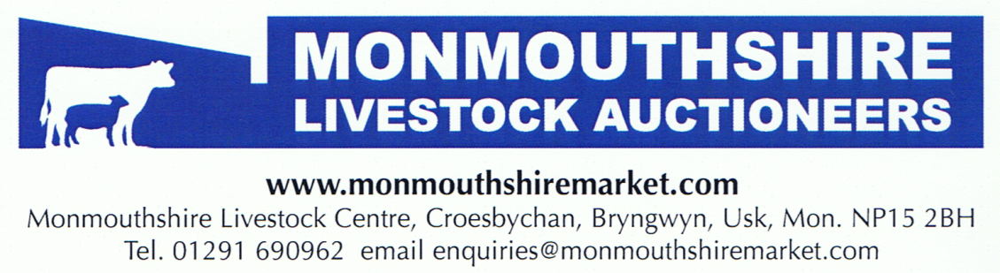 MONMOUTHSHIRE
LIVESTOCK AUCTIONEERS
www.monmouthshiremarket.com
Monmouthshire Livestock Centre, Croesbychan, Bryngwyn, Usk, Mon. NP15 2BH
Tel. 01291 690962 email enquiries@monmouthshiremarket.com